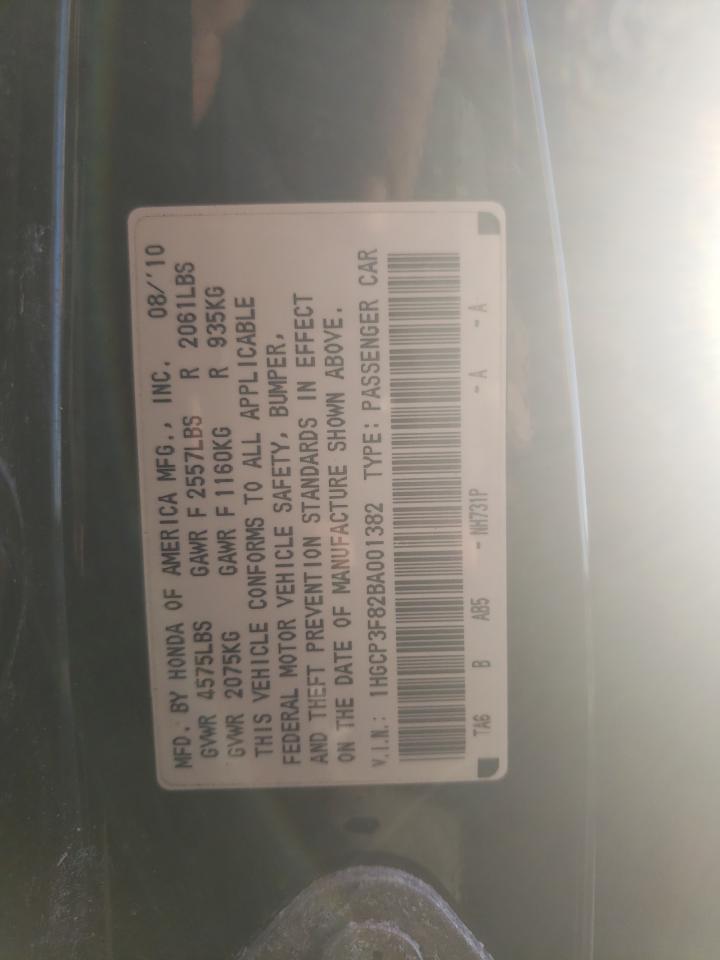 MFD. BY HONDA OF AMERICA MFG., INC. 08/'10
GVWR 4575LBS GAWR F 2557LBS R 2061LBS
GVWR 2075KG GAWR F 1160KG R 935KG
THIS VEHICLE CONFORMS TO ALL APPLICABLE
FEDERAL MOTOR VEHICLE SAFETY, BUMPER,
AND THEFT PREVENTION STANDARDS IN EFFECT
ON THE DATE OF MANUFACTURE SHOWN ABOVE.
V.I.N.: 1HGCP3F82BA001382 TYPE: PASSENGER CAR
TA6 B AB5 - NH731P - A - A